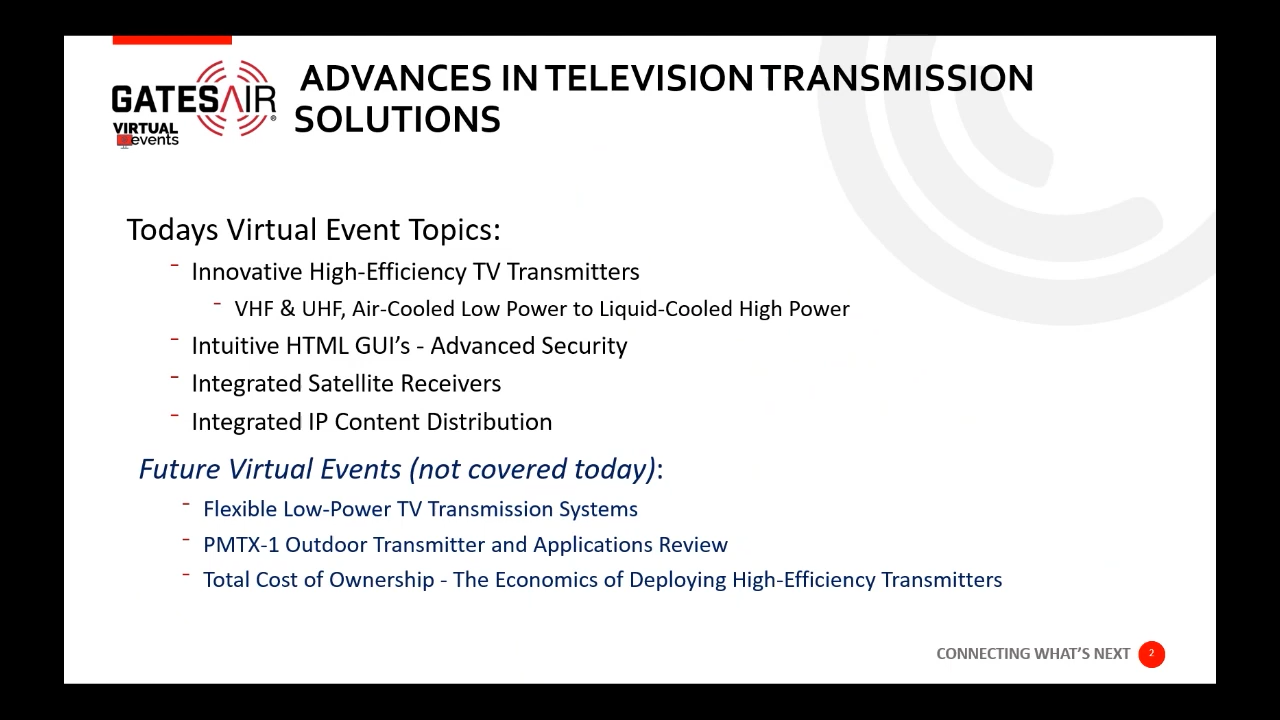 GATESAIR®
VIRTUAL
events
ADVANCES IN TELEVISION TRANSMISSION
SOLUTIONS
Todays Virtual Event Topics:
- Innovative High-Efficiency TV Transmitters
- VHF & UHF, Air-Cooled Low Power to Liquid-Cooled High Power
- Intuitive HTML GUI’s - Advanced Security
- Integrated Satellite Receivers
- Integrated IP Content Distribution
Future Virtual Events (not covered today):
- Flexible Low-Power TV Transmission Systems
- PMTX-1 Outdoor Transmitter and Applications Review
- Total Cost of Ownership - The Economics of Deploying High-Efficiency Transmitters
CONNECTING WHAT’S NEXT 2